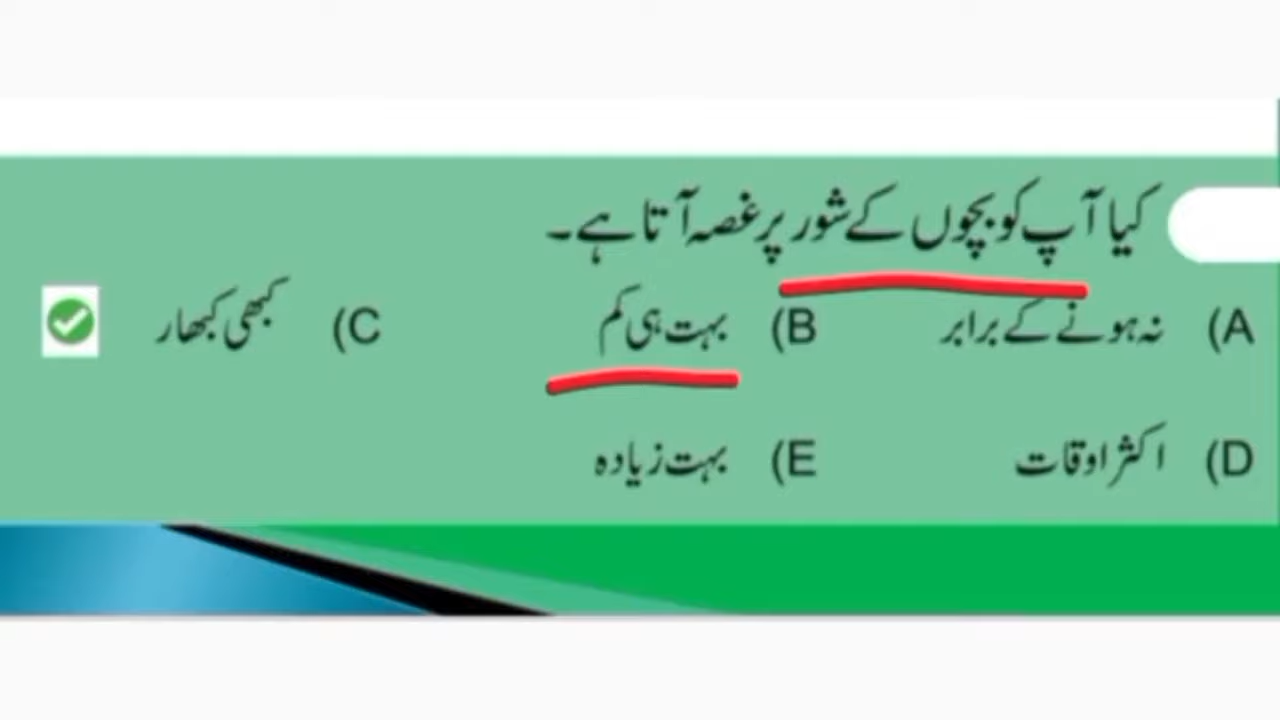 کیا آپ کو بچوں کے شور پر غصہ آتا ہے۔
(A نہ ہونے کے برابر (B بہت ہی کم (C کبھی کبھار
(D اکثر اوقات (E بہت زیادہ